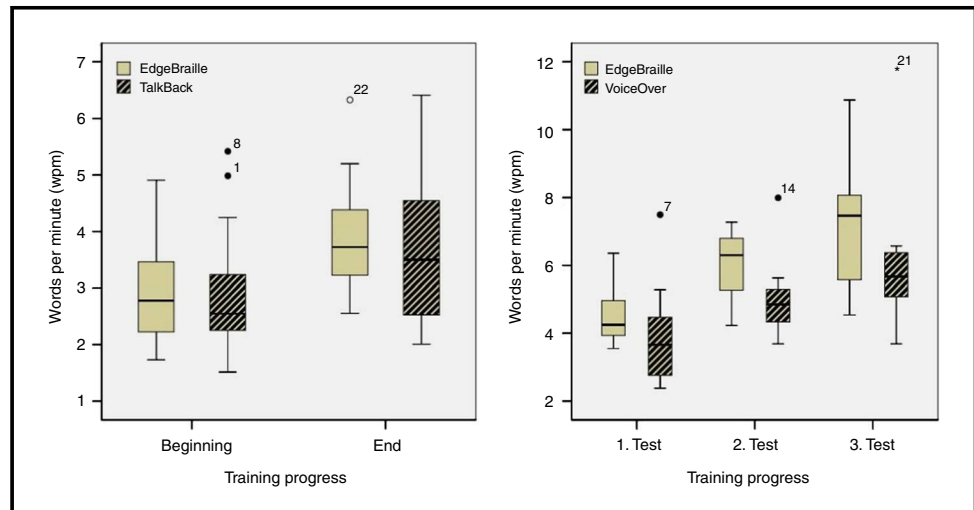 7
6
5
4
3
2
1
Words per minute (wpm)
EdgeBraille
TalkBack
8
1
22
Beginning
End
Training progress
12
10
8
6
4
2
Words per minute (wpm)
EdgeBraille
VoiceOver
7
14
21
*
1. Test
2. Test
3. Test
Training progress